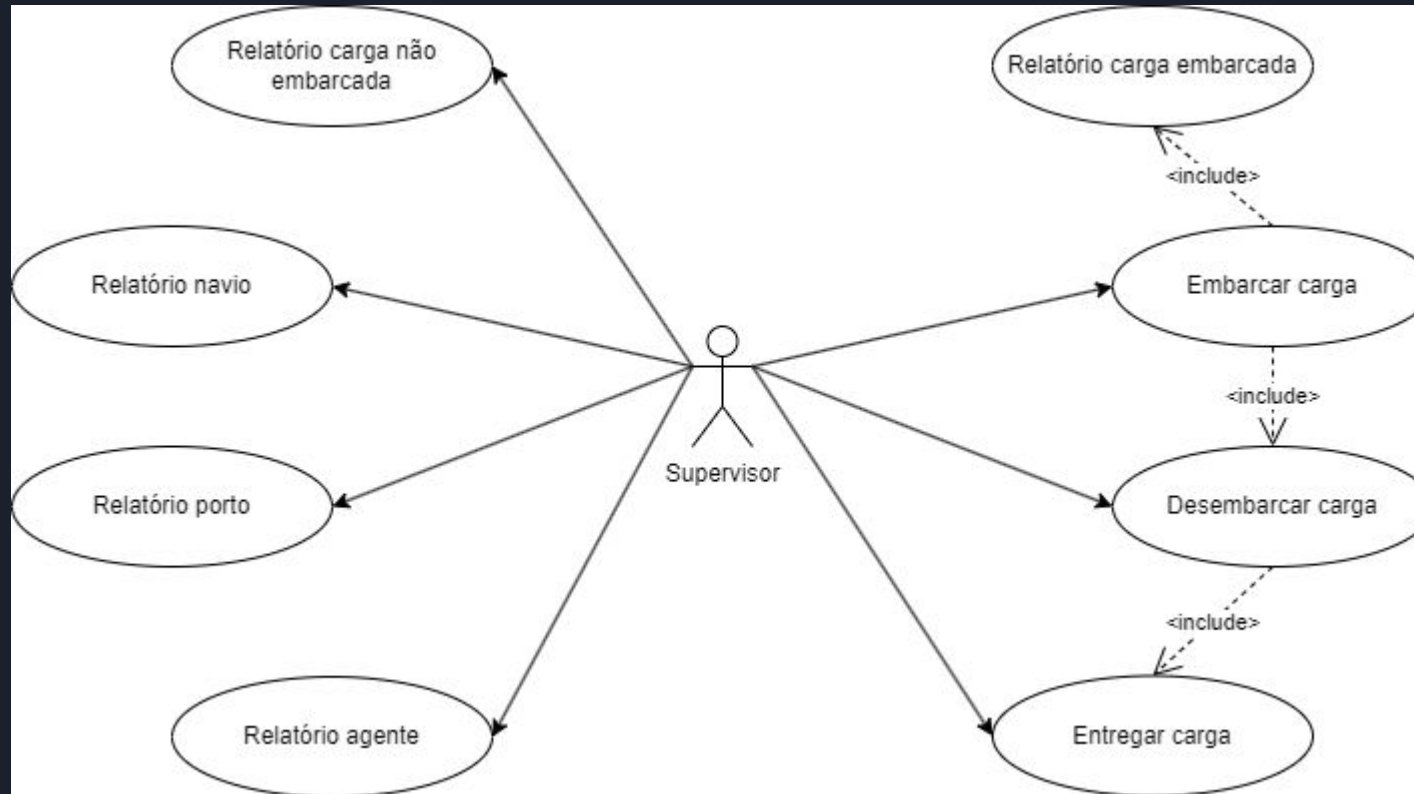 Relatório carga não
embarcada
Relatório carga embarcada
<include>
Relatório navio
Embarcar carga
<include>
Supervisor
Relatório porto
Desembarcar carga
<include>
Relatório agente
Entregar carga